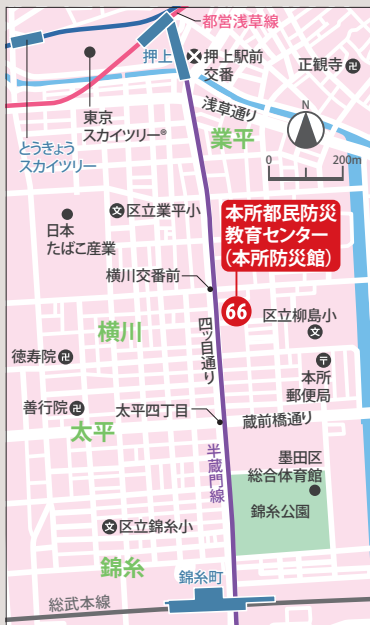 都営浅草線
押上
押上駅前
交番
正観寺
浅草通り
東京
スカイツリー®
とうきょう
スカイツリー
業平
N
0 200m
区立業平小
日本
たばこ産業
本所都民防災
教育センター
(本所防災館)
66
横川交番前
横川
四ツ目通り
区立柳島小
徳寿院
本所
郵便局
善行院
太平四丁目
蔵前橋通り
太平
半蔵門線
墨田区
総合体育館
錦糸公園
区立錦糸小
錦糸
錦糸町
総武本線